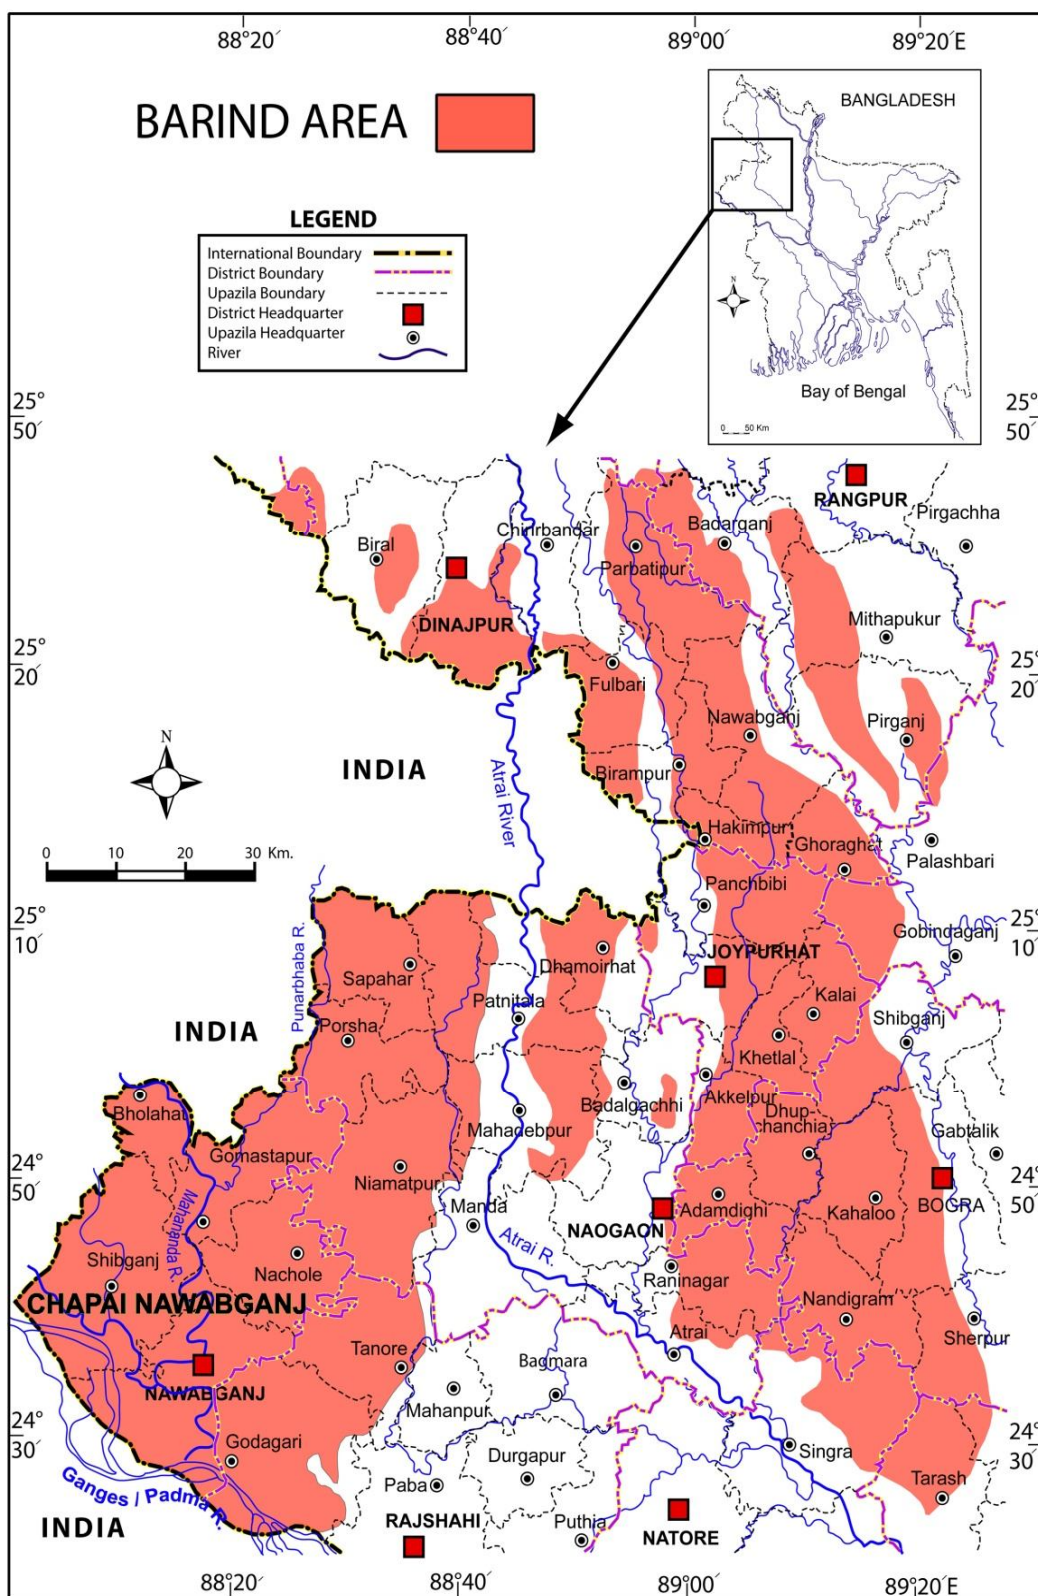 88°20´ 88°40´ 89°00´ 89°20´E
BARIND AREA
BANGLADESH
Bay of Bengal
0 50 Km
LEGEND
International Boundary
District Boundary
Upazila Boundary
District Headquarter
Upazila Headquarter
River
25°
50´
25°
50´
RANGPUR
Pirgachha
Badarganj
Chirirbandar
Biral
Parbatipur
Mithapukur
DINAJPUR
25°
20´
25°
20´
Fulbari
Nawabganj
Pirganj
N
INDIA
Birampur
Atrai River
Hakimpur
Ghoraghat
Palashbari
0 10 20 30 Km.
Panchbibi
25°
10´
25°
10´
Gobindaganj
Punarbhaba R.
JOYPURHAT
Dhamoirhat
Sapahar
Patnitala
Kalai
INDIA
Porsha
Shibganj
Khetlal
Bholahat
Badalgachhi
Akkelpur
Dhup-
chanchia
Mahadebpur
Gabtalik
Gomastapur
24°
50´
24°
50´
Niamatpur
Manda
Mahananda R.
NAOGAON
Adamdighi
Kahaloo
BOGRA
Atrai R.
Shibganj
Nachole
Raninagar
CHAPAI NAWABGANJ
Nandigram
Sherpur
Atrai
Tanore
Bagmara
NAWABGANJ
Mahanpur
24°
30´
24°
30´
Godagari
Durgapur
Singra
Paba
Tarash
Ganges / Padma R.
INDIA
RAJSHAHI
Puthia
NATORE
88°20´ 88°40´ 89°00´ 89°20´